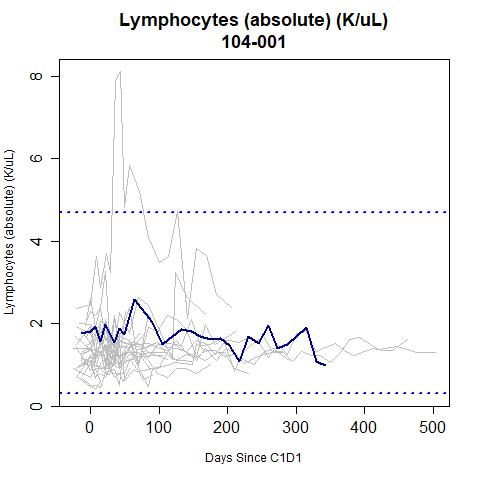 Lymphocytes (absolute) (K/uL)
104-001
Lymphocytes (absolute) (K/uL)
8
6
4
2
0
0 100 200 300 400 500
Days Since C1D1